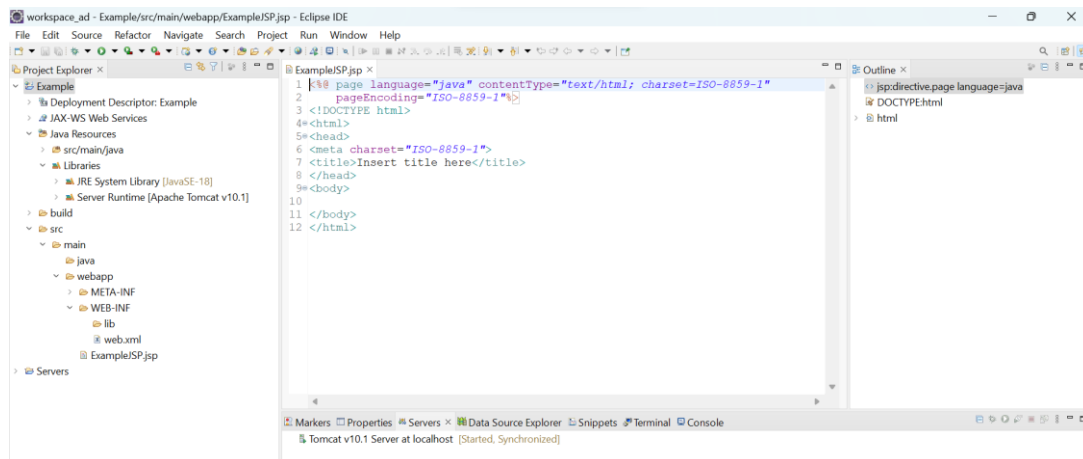 workspace_ad - Example/src/main/webapp/ExampleJSP.jsp - Eclipse IDE
File Edit Source Refactor Navigate Search Project Run Window Help
Project Explorer
Example
Deployment Descriptor: Example
JAX-WS Web Services
Java Resources
src/main/java
Libraries
JRE System Library [JavaSE-18]
Server Runtime [Apache Tomcat v10.1]
build
src
main
java
webapp
META-INF
WEB-INF
lib
web.xml
ExampleJSP.jsp
Servers
ExampleJSP.jsp
1 <%@ page language="java" contentType="text/html; charset=ISO-8859-1"
2 pageEncoding="ISO-8859-1"%>
3 <!DOCTYPE html>
4 <html>
5 <head>
6 <meta charset="ISO-8859-1">
7 <title>Insert title here</title>
8 </head>
9 <body>
10
11 </body>
12 </html>
Outline
jsp:directive.page language=java
DOCTYPE:html
html
Markers Properties Servers Data Source Explorer Snippets Terminal Console
Tomcat v10.1 Server at localhost [Started, Synchronized]